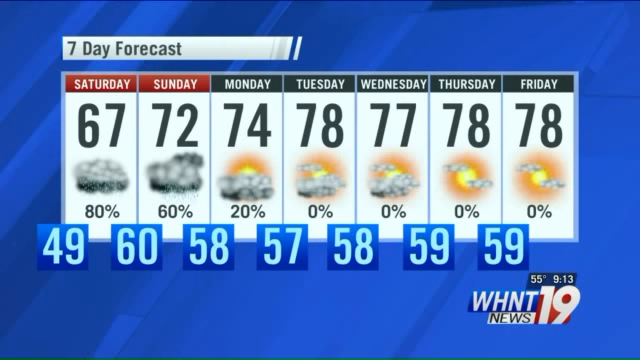 7 Day Forecast
SATURDAY SUNDAY MONDAY TUESDAY WEDNESDAY THURSDAY FRIDAY
67 72 74 78 77 78 78
80% 60% 20% 0% 0% 0% 0%
49 60 58 57 58 59 59
55° 9:13
WHNT 19
NEWS